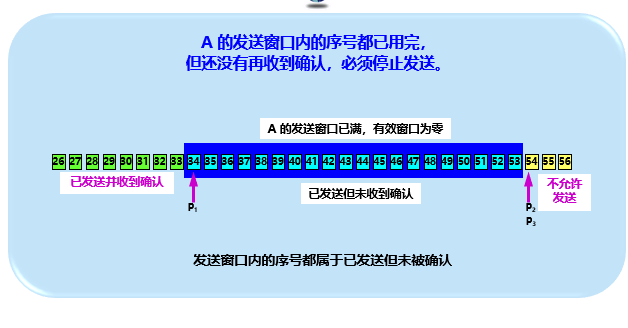 A 的发送窗口内的序号都已用完，
但还没有再收到确认，必须停止发送。
A 的发送窗口已满，有效窗口为零
26 27 28 29 30 31 32 33 34 35 36 37 38 39 40 41 42 43 44 45 46 47 48 49 50 51 52 53 54 55 56
已发送并收到确认
已发送但未收到确认
不允许
发送
P1
P2
P3
发送窗口内的序号都属于已发送但未被确认